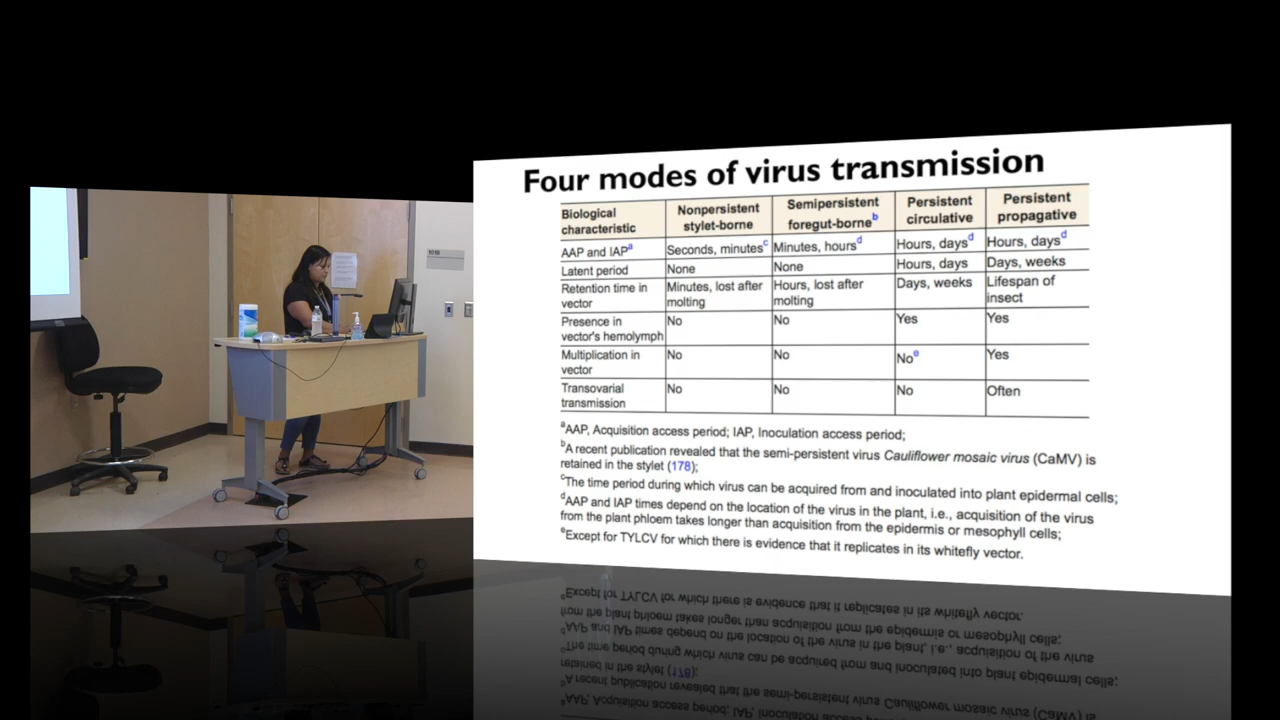 Four modes of virus transmission
Biological characteristic | Nonpersistent stylet-borne | Semipersistent foregut-borne b | Persistent circulative | Persistent propagative
AAP and IAP a | Seconds, minutes c | Minutes, hours d | Hours, days d | Hours, days d
Latent period | None | None | Hours, days | Days, weeks
Retention time in vector | Minutes, lost after molting | Hours, lost after molting | Days, weeks | Lifespan of insect
Presence in vector's hemolymph | No | No | Yes | Yes
Multiplication in vector | No | No | No e | Yes
Transovarial transmission | No | No | No | Often
a AAP, Acquisition access period; IAP, Inoculation access period;
b A recent publication revealed that the semi-persistent virus Cauliflower mosaic virus (CaMV) is
retained in the stylet (178);
c The time period during which virus can be acquired from and inoculated into plant epidermal cells;
d AAP and IAP times depend on the location of the virus in the plant, i.e., acquisition of the virus
from the plant phloem takes longer than acquisition from the epidermis or mesophyll cells;
e Except for TYLCV for which there is evidence that it replicates in its whitefly vector.